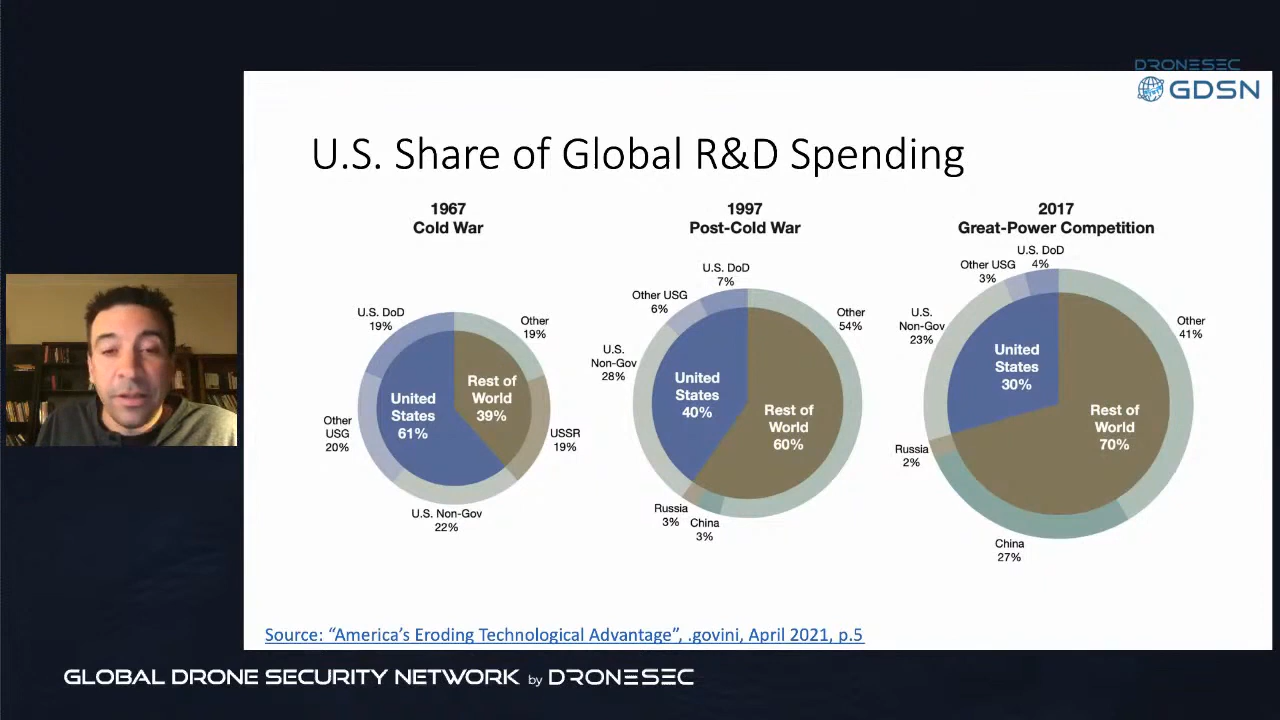 DRONESEC
GDSN
U.S. Share of Global R&D Spending
1967
Cold War
U.S. DoD
19%
Other
19%
United
States
61%
Rest of
World
39%
Other
USG
20%
USSR
19%
U.S. Non-Gov
22%
1997
Post-Cold War
U.S. DoD
7%
Other USG
6%
Other
54%
U.S.
Non-Gov
28%
United
States
40%
Rest of
World
60%
Russia
3%
China
3%
2017
Great-Power Competition
U.S. DoD
4%
Other USG
3%
U.S.
Non-Gov
23%
Other
41%
United
States
30%
Rest of
World
70%
Russia
2%
China
27%
Source: “America’s Eroding Technological Advantage”, .govini, April 2021, p.5
GLOBAL DRONE SECURITY NETWORK by DRONESEC